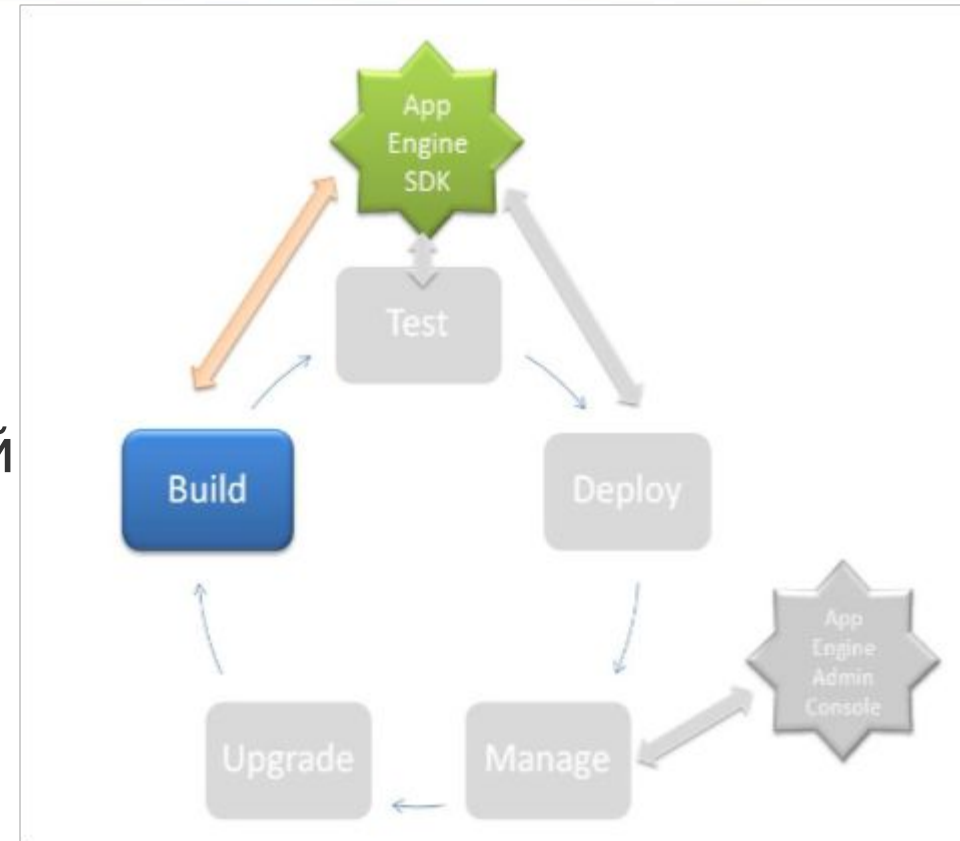 App
Engine
SDK
Test
й
Build
Deploy
App
Engine
Admin
Console
Upgrade
Manage